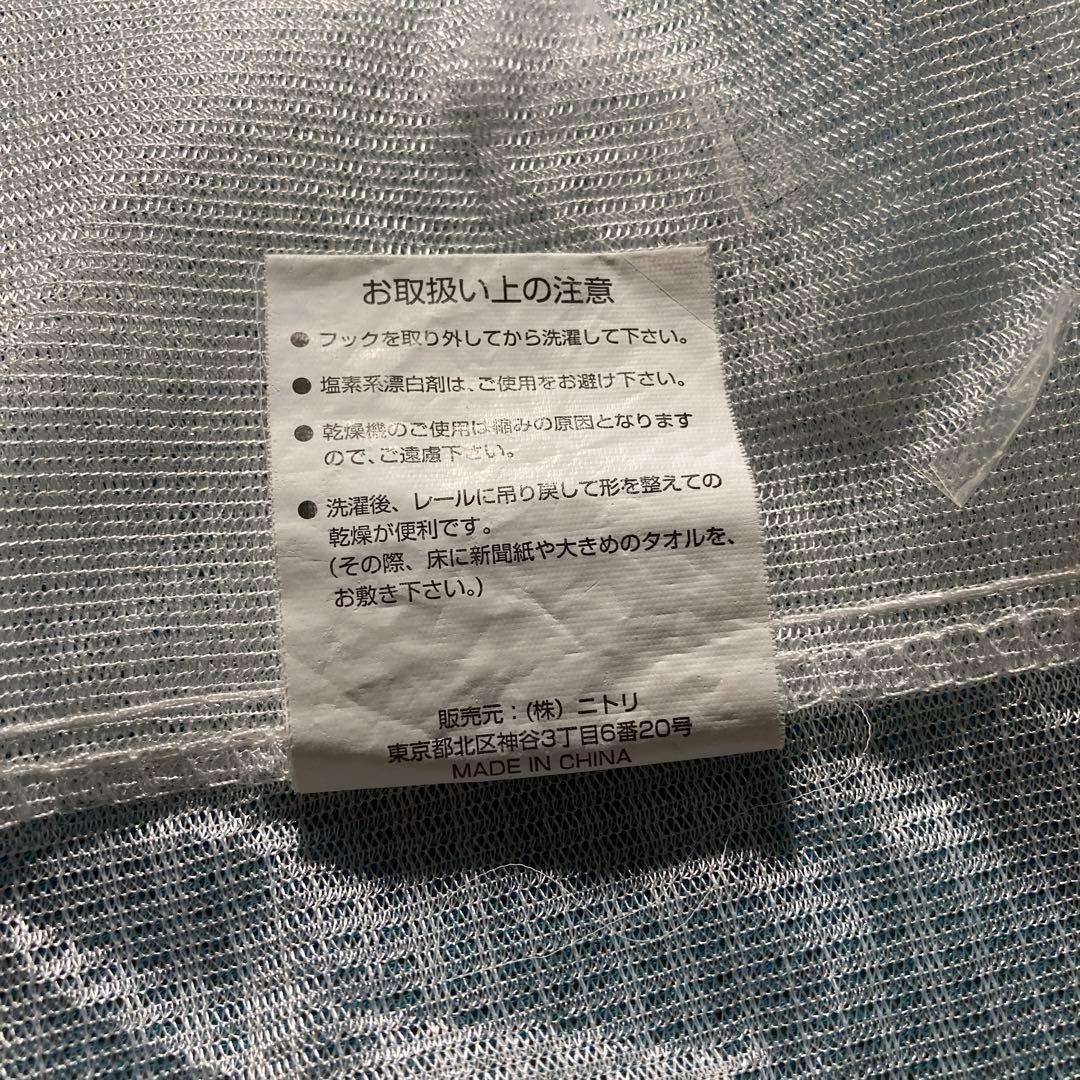 お取扱い上の注意
● フックを取り外してから洗濯して下さい。
● 塩素系漂白剤は、ご使用をお避け下さい。
● 乾燥機のご使用は縮みの原因となります
ので、ご遠慮下さい。
● 洗濯後、レールに吊り戻して形を整えての
乾燥が便利です。
(その際、床に新聞紙や大きめのタオルを、
お敷き下さい。)
販売元：(株) ニトリ
東京都北区神谷3丁目6番20号
MADE IN CHINA